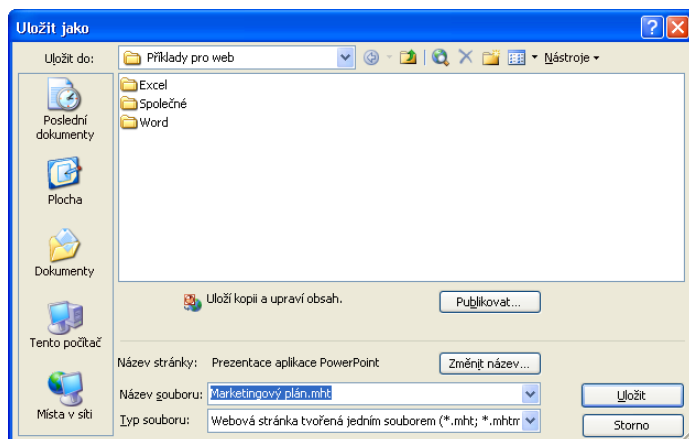 Uložit jako
Uložit do:
Příklady pro web
Nástroje
Excel
Společné
Word
Poslední
dokumenty
Plocha
Dokumenty
Tento počítač
Místa v síti
Uloží kopii a upraví obsah.
Publikovat...
Název stránky: Prezentace aplikace PowerPoint
Změnit název...
Název souboru: Marketingový plán.mht
Uložit
Typ souboru: Webová stránka tvořená jedním souborem (*.mht; *.mhtm
Storno